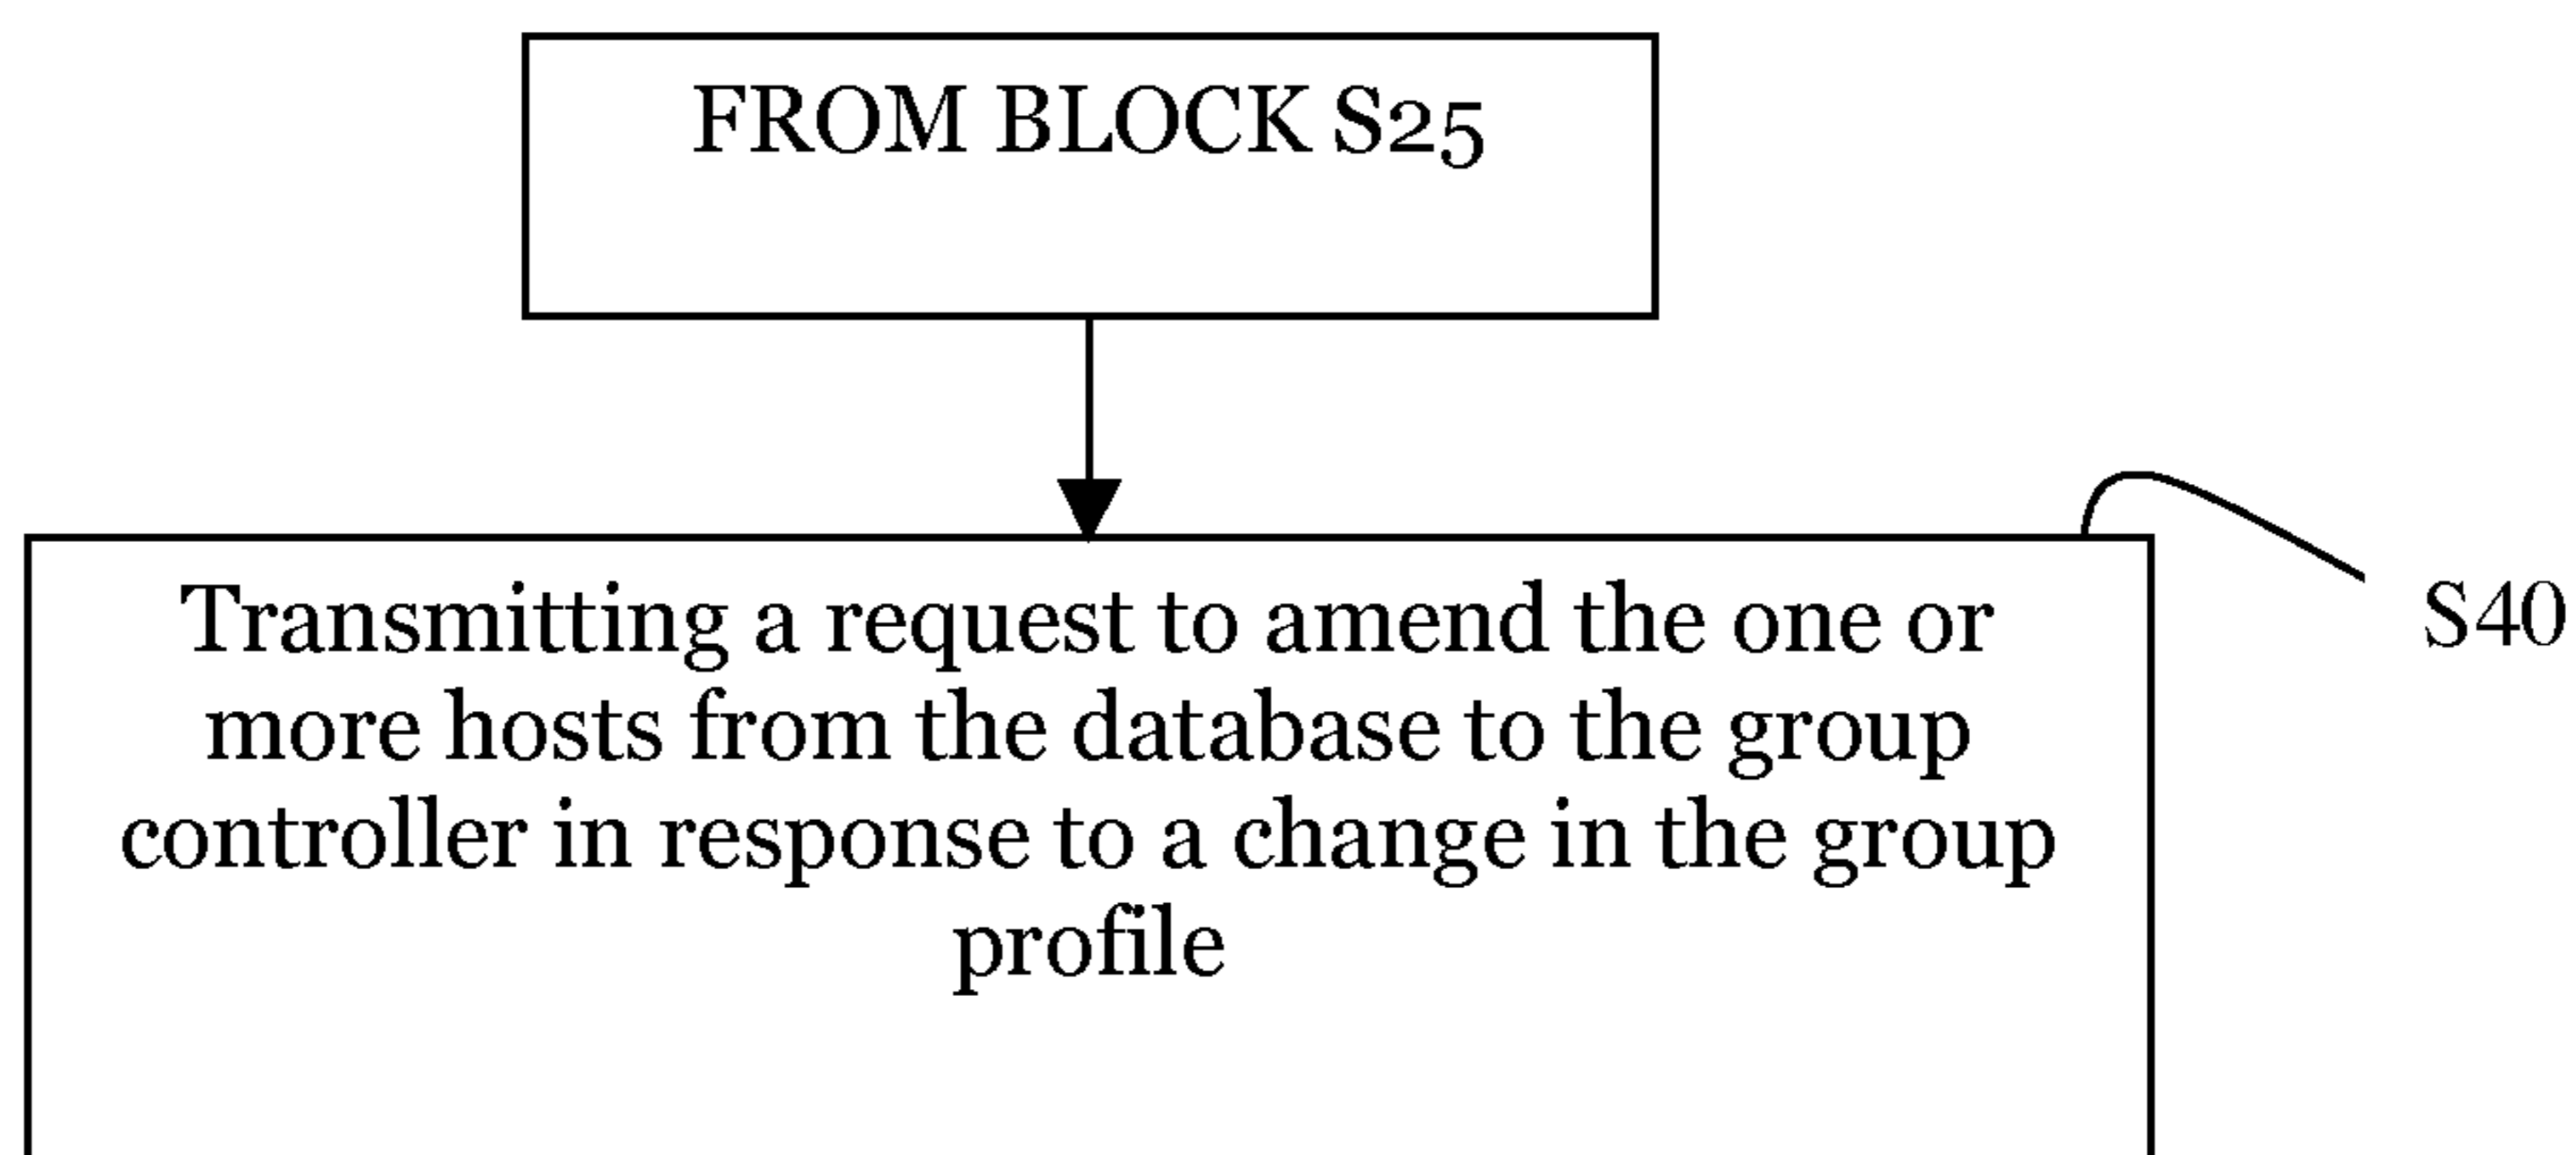 FROM BLOCK S25
Transmitting a request to amend the one or
more hosts from the database to the group
controller in response to a change in the group
profile
S40